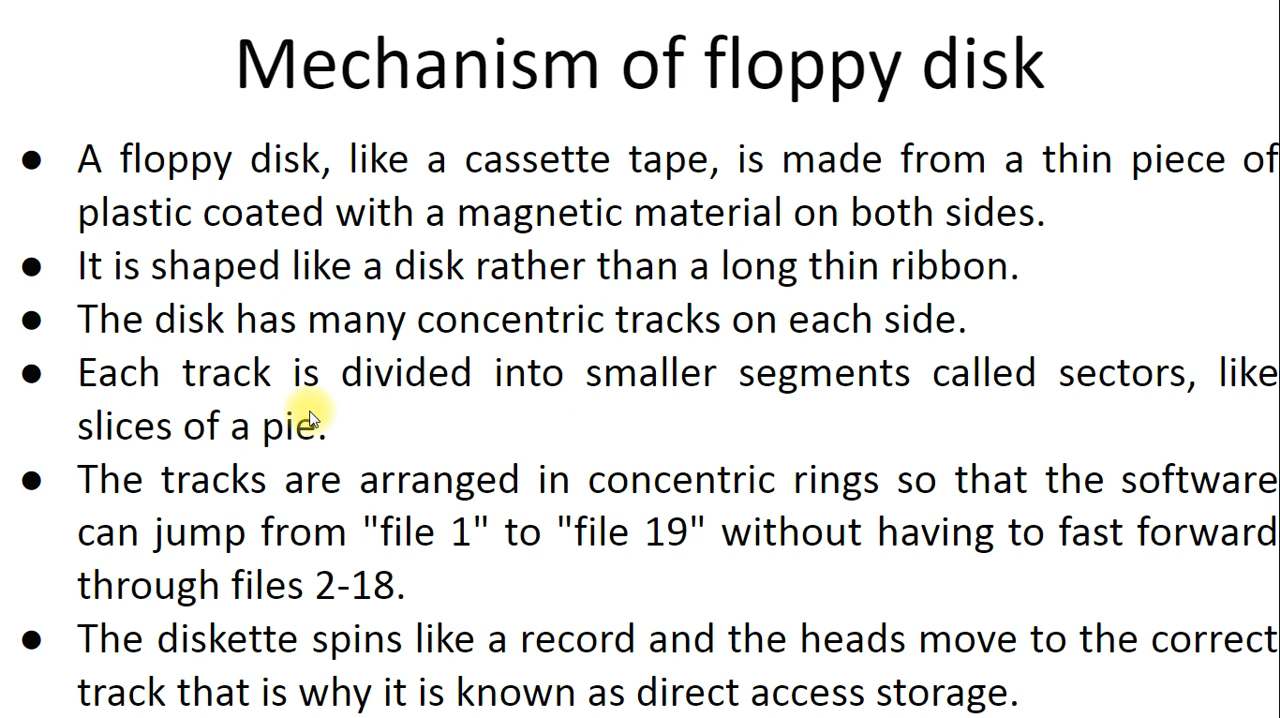 Mechanism of floppy disk
● A floppy disk, like a cassette tape, is made from a thin piece of
plastic coated with a magnetic material on both sides.
● It is shaped like a disk rather than a long thin ribbon.
● The disk has many concentric tracks on each side.
● Each track is divided into smaller segments called sectors, like
slices of a pie.
● The tracks are arranged in concentric rings so that the software
can jump from "file 1" to "file 19" without having to fast forward
through files 2-18.
● The diskette spins like a record and the heads move to the correct
track that is why it is known as direct access storage.